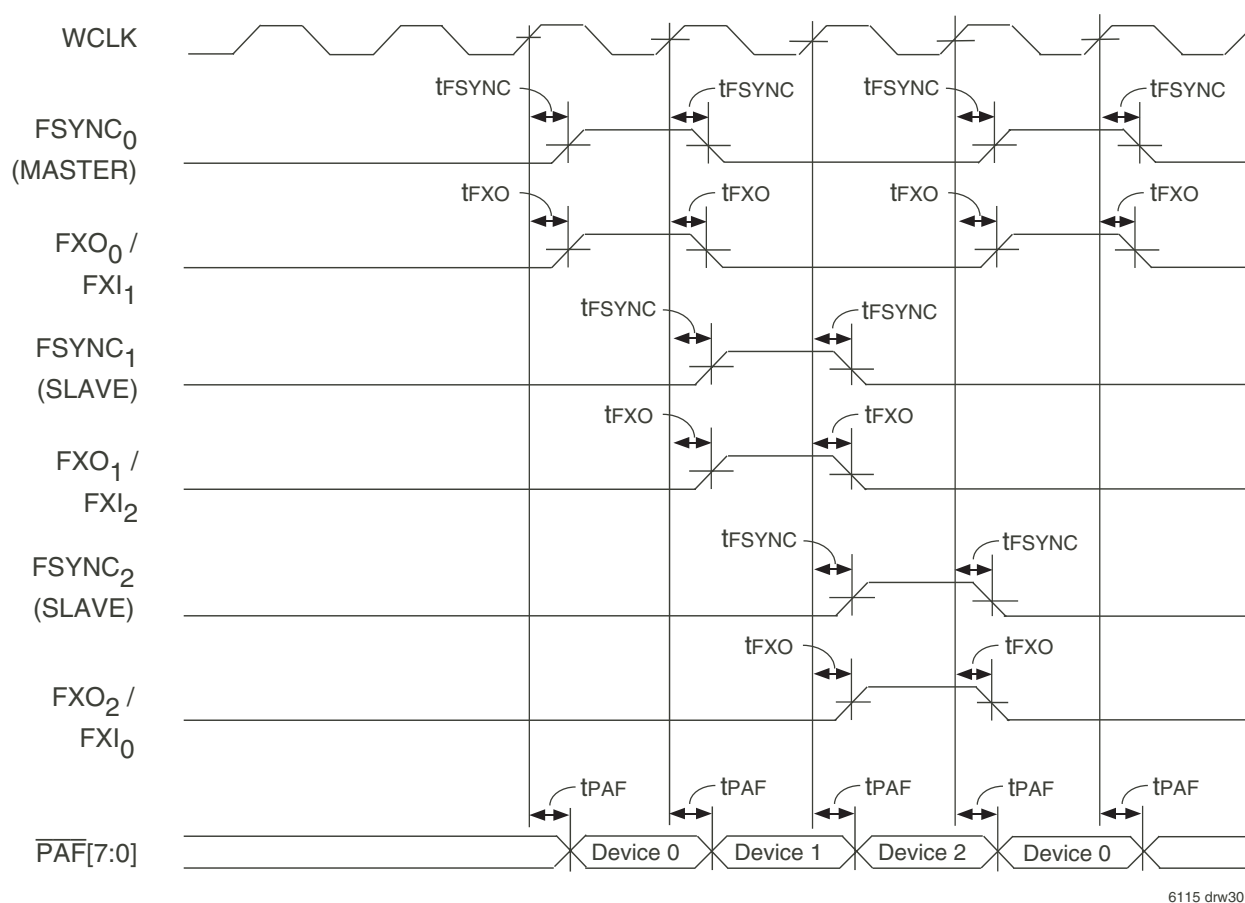 WCLK
tFSYNC tFSYNC tFSYNC tFSYNC
FSYNC0
(MASTER)
tFXO tFXO tFXO tFXO
FXO0 /
FXI1
tFSYNC tFSYNC
FSYNC1
(SLAVE)
tFXO tFXO
FXO1 /
FXI2
tFSYNC tFSYNC
FSYNC2
(SLAVE)
tFXO tFXO
FXO2 /
FXI0
tPAF tPAF tPAF tPAF tPAF
PAF[7:0] Device 0 Device 1 Device 2 Device 0
6115 drw30